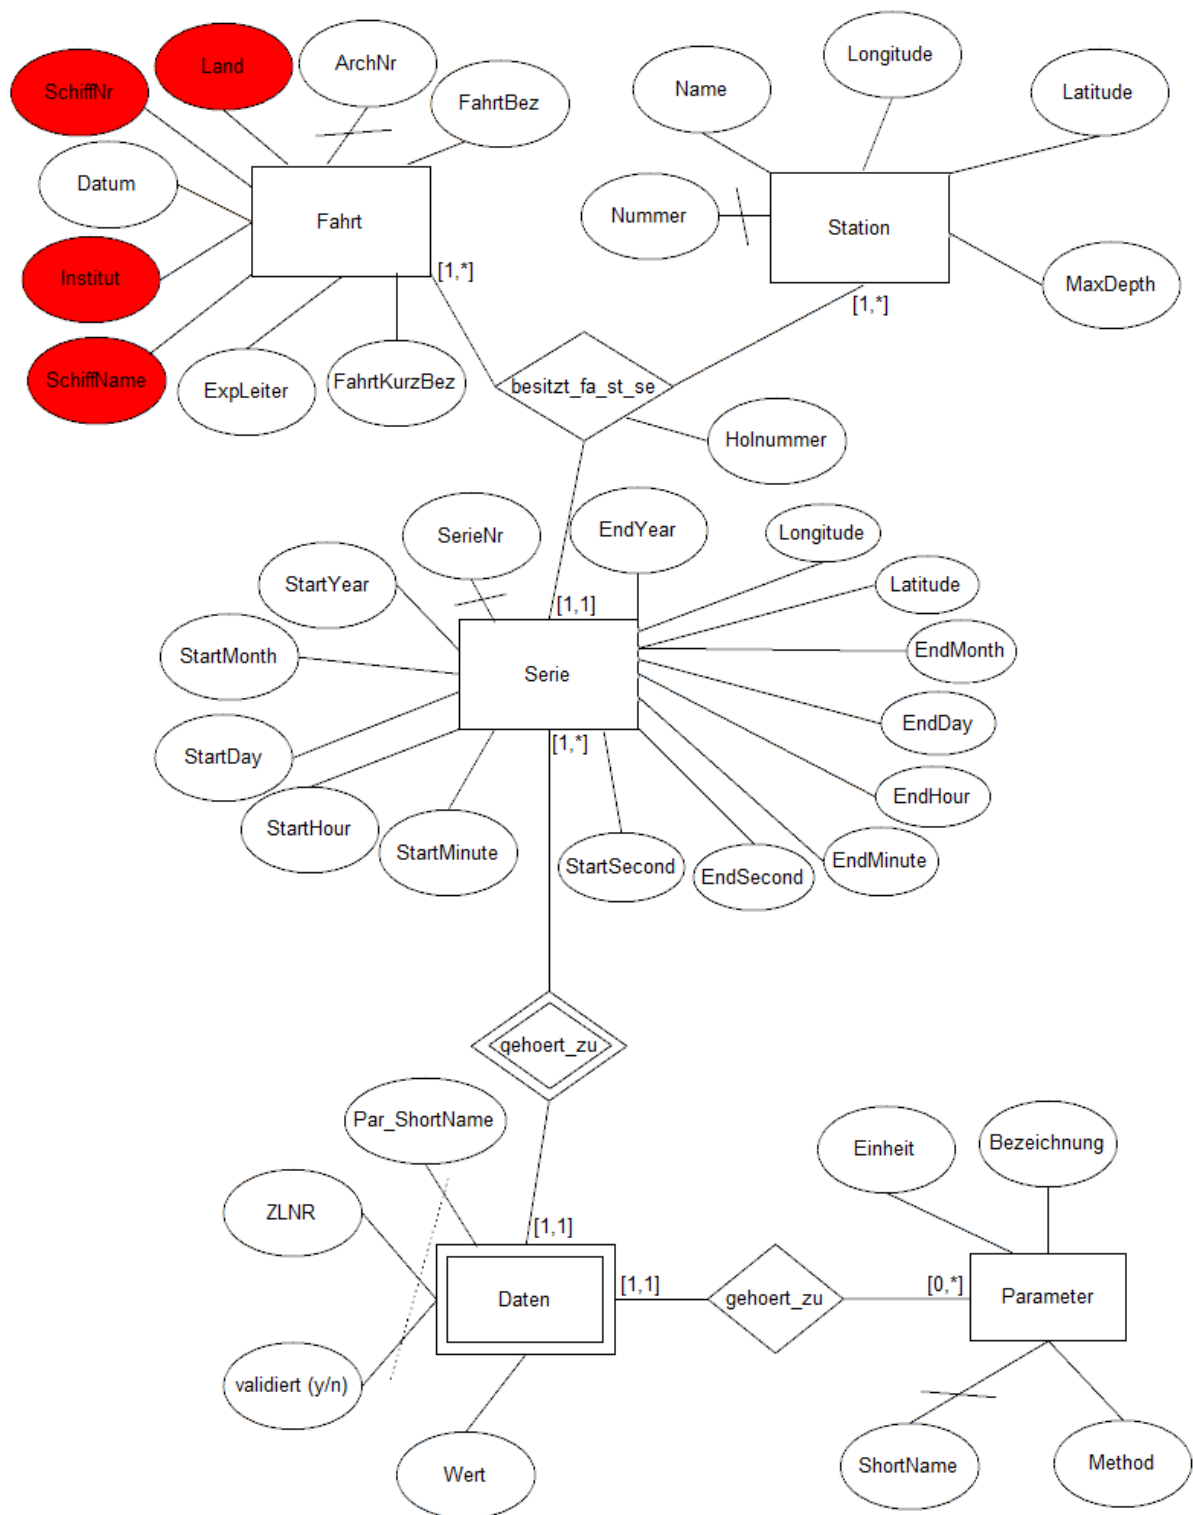 Land
ArchNr
SchiffNr
FahrtBez
Datum
Fahrt
Institut
[1,*]
SchiffName
ExpLeiter
FahrtKurzBez
Longitude
Name
Latitude
Nummer
Station
MaxDepth
[1,*]
besitzt_fa_st_se
Holnummer
SerieNr
EndYear
Longitude
StartYear
Latitude
[1,1]
StartMonth
EndMonth
Serie
EndDay
[1,*]
StartDay
EndHour
StartHour
StartMinute
StartSecond
EndSecond
EndMinute
gehoert_zu
Par_ShortName
Einheit
Bezeichnung
ZLNR
[1,1]
Daten
[1,1]
gehoert_zu
[0,*]
Parameter
validiert (y/n)
Wert
ShortName
Method